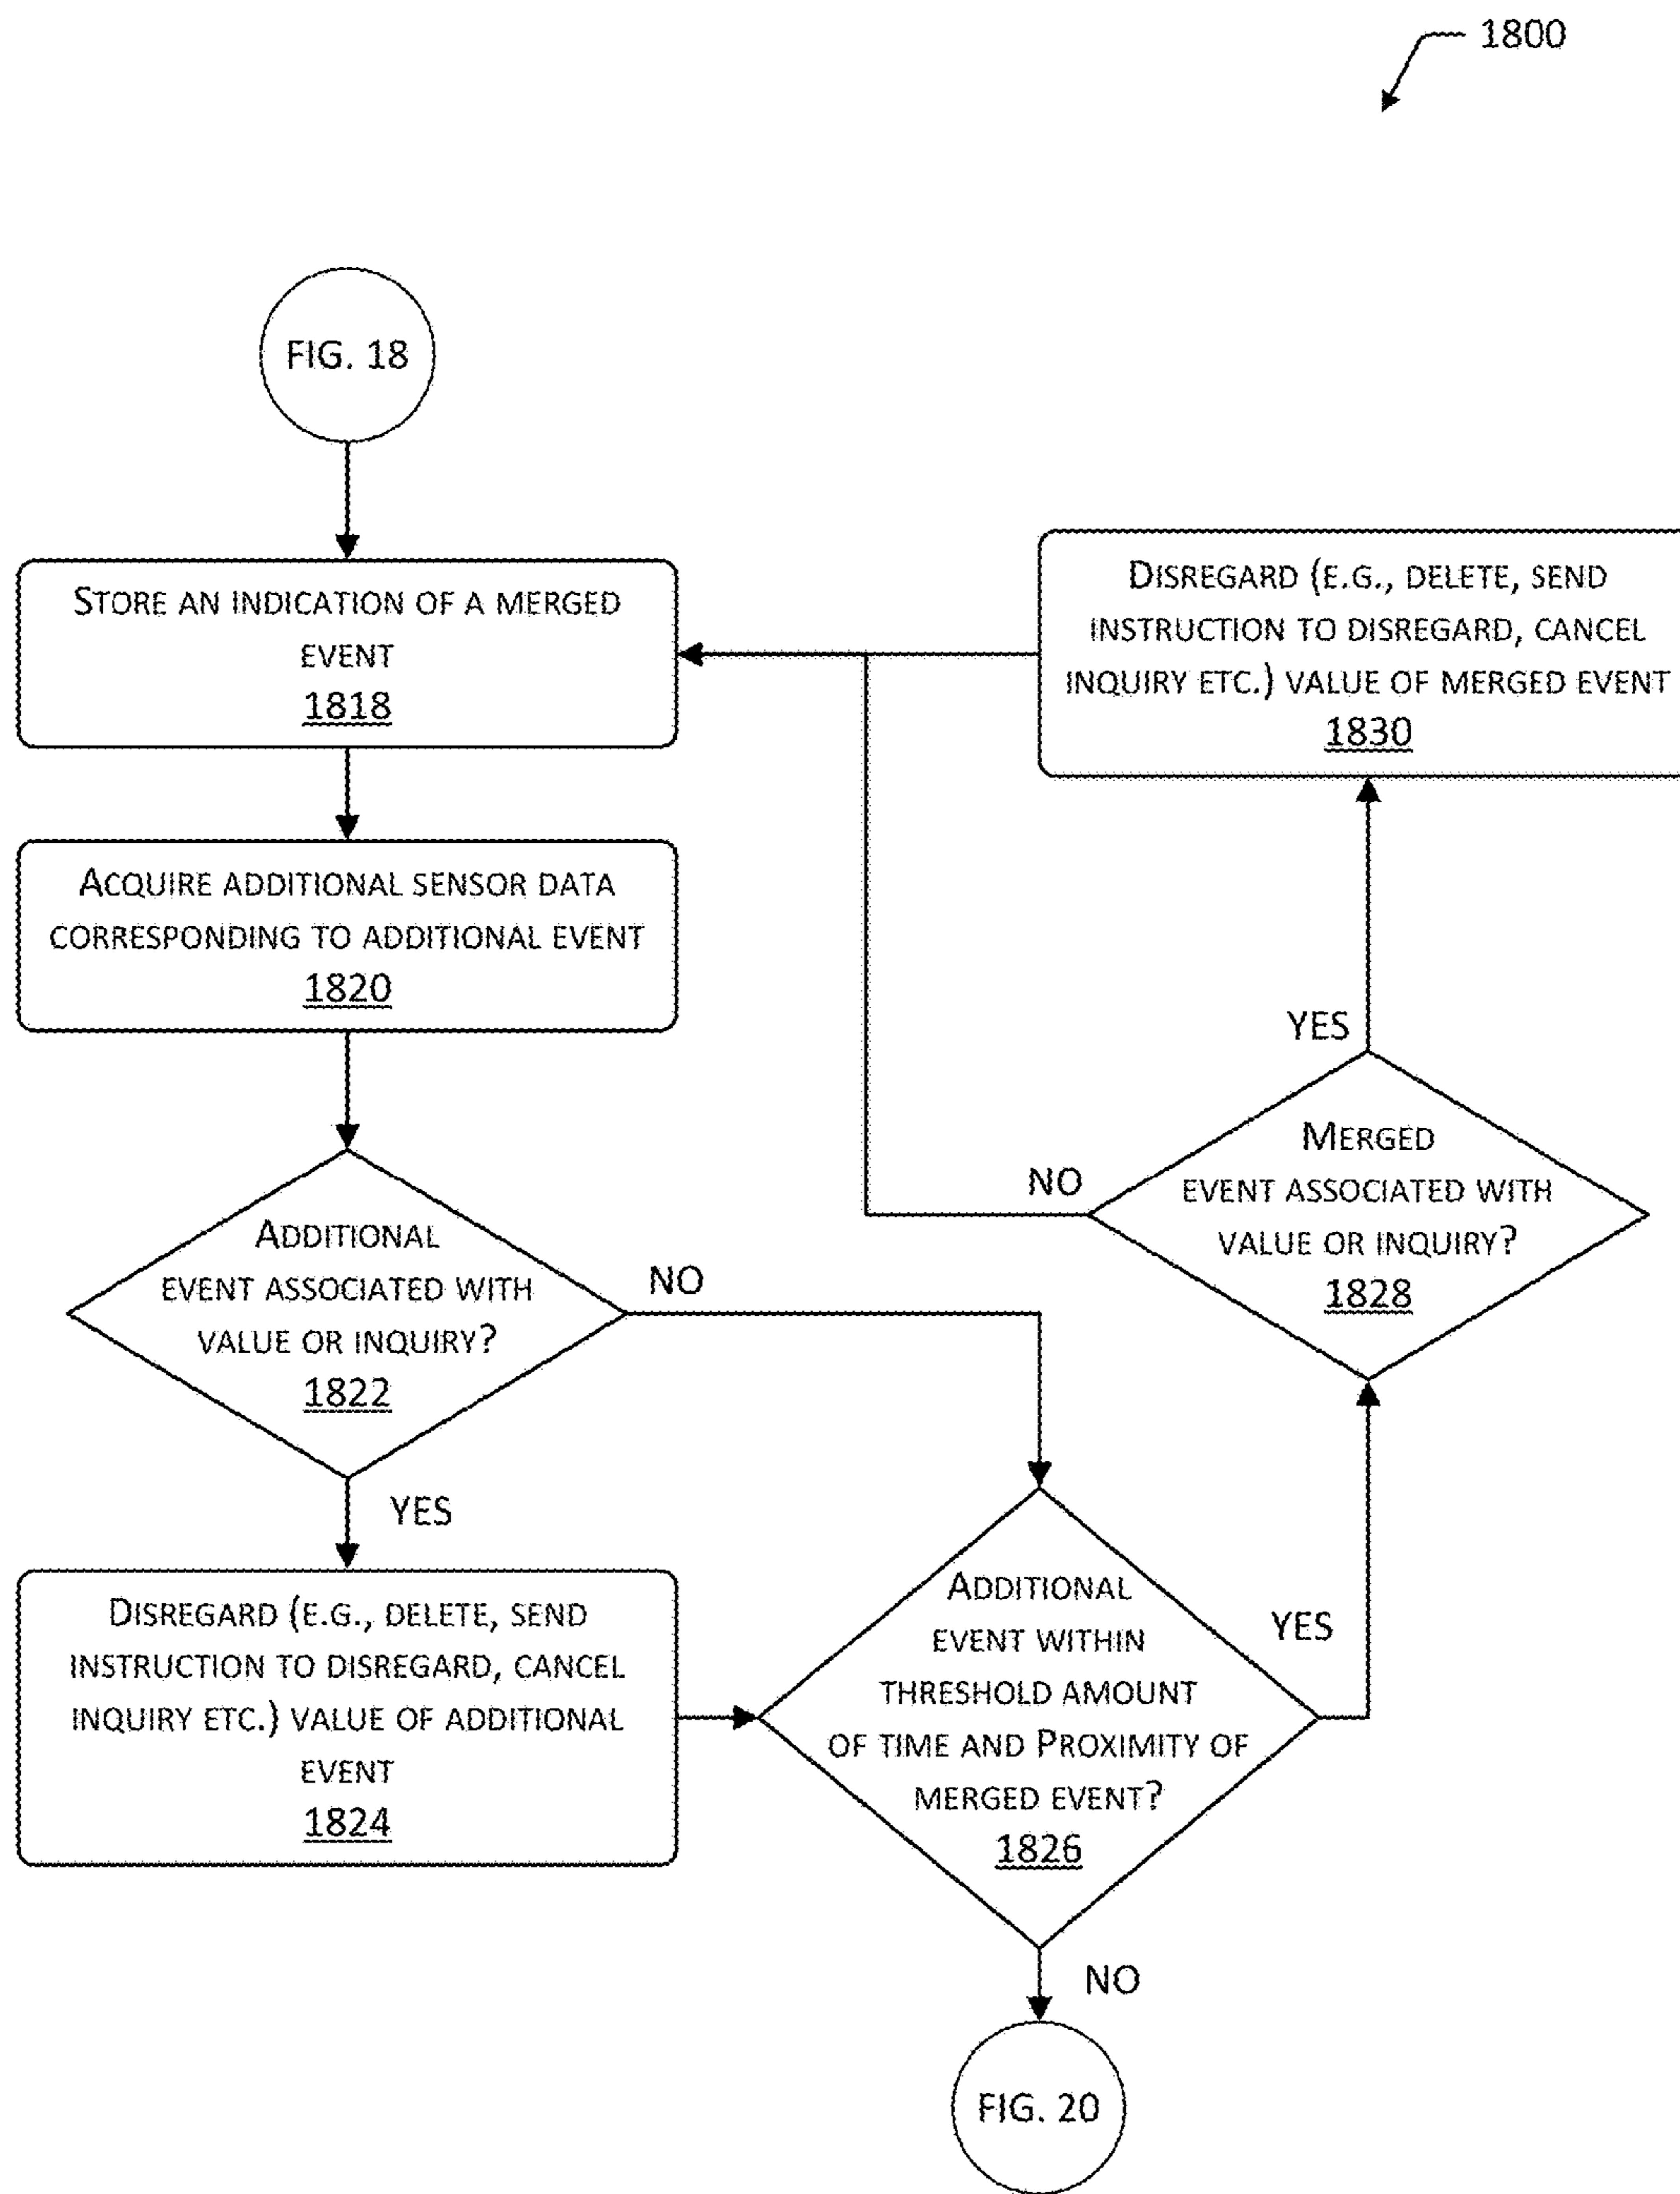 1800
FIG. 18
STORE AN INDICATION OF A MERGED
EVENT
1818
ACQUIRE ADDITIONAL SENSOR DATA
CORRESPONDING TO ADDITIONAL EVENT
1820
ADDITIONAL
EVENT ASSOCIATED WITH
VALUE OR INQUIRY?
1822
NO
YES
DISREGARD (E.G., DELETE, SEND
INSTRUCTION TO DISREGARD, CANCEL
INQUIRY ETC.) VALUE OF ADDITIONAL
EVENT
1824
ADDITIONAL
EVENT WITHIN
THRESHOLD AMOUNT
OF TIME AND PROXIMITY OF
MERGED EVENT?
1826
YES
NO
FIG. 20
MERGED
EVENT ASSOCIATED WITH
VALUE OR INQUIRY?
1828
NO
YES
DISREGARD (E.G., DELETE, SEND
INSTRUCTION TO DISREGARD, CANCEL
INQUIRY ETC.) VALUE OF MERGED EVENT
1830